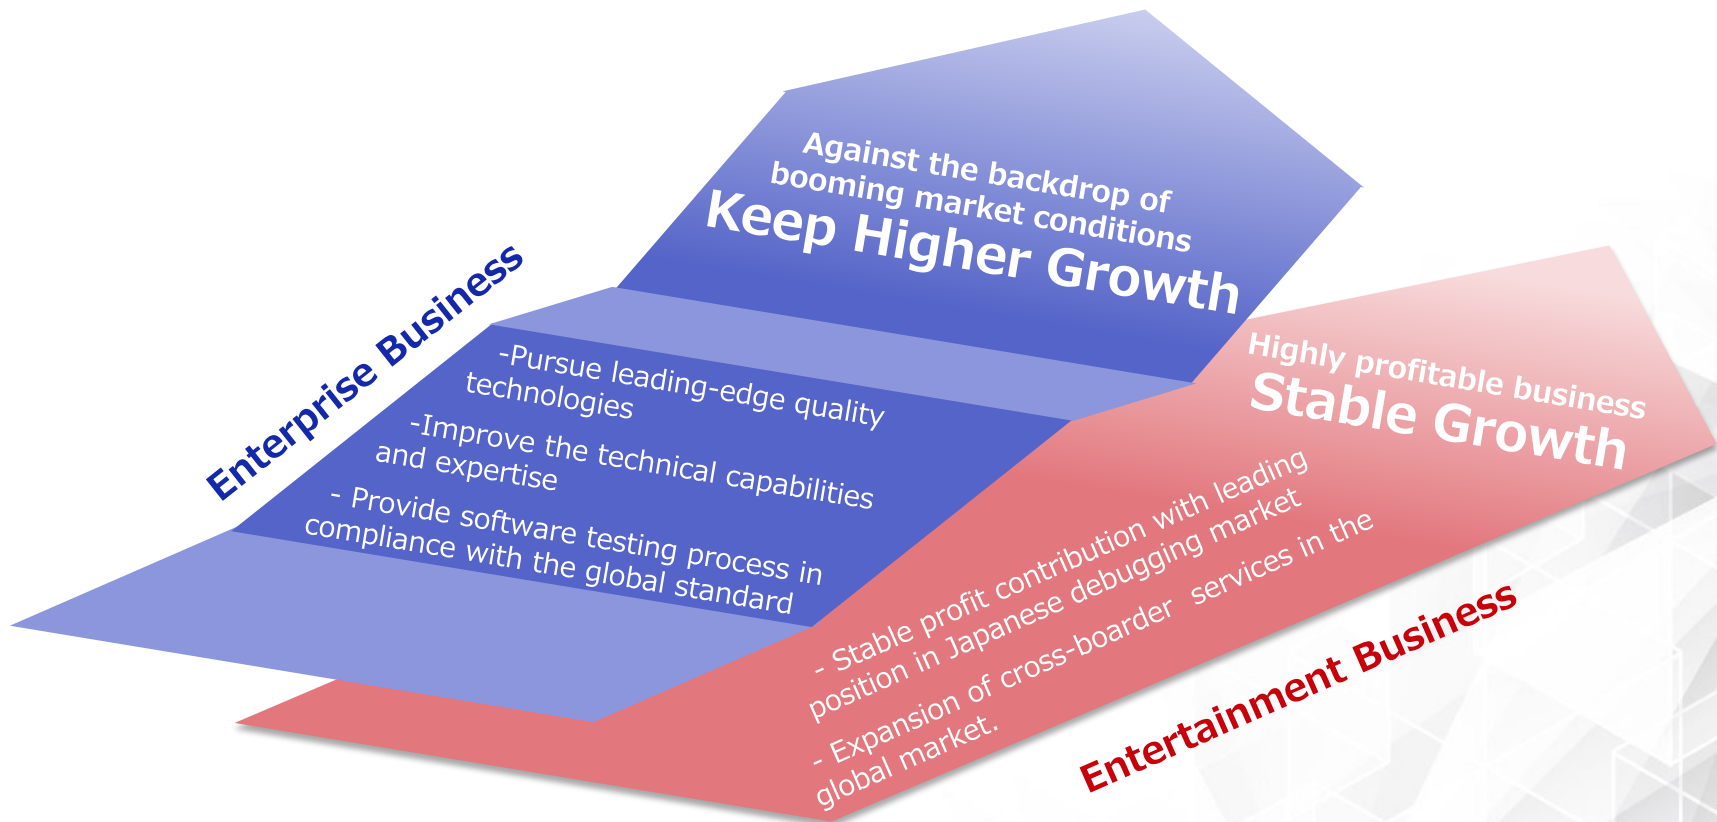 Enterprise Business
Against the backdrop of
booming market conditions
Keep Higher Growth
-Pursue leading-edge quality
technologies
-Improve the technical capabilities
and expertise
- Provide software testing process in
compliance with the global standard
Highly profitable business
Stable Growth
- Stable profit contribution with leading
position in Japanese debugging market
- Expansion of cross-boarder services in the
global market.
Entertainment Business